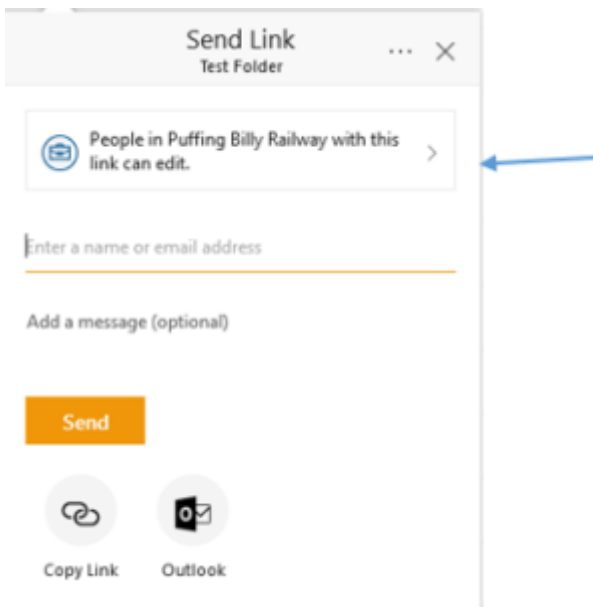 Send Link
Test Folder
People in Puffing Billy Railway with this
link can edit.
Enter a name or email address
Add a message (optional)
Send
Copy Link
Outlook